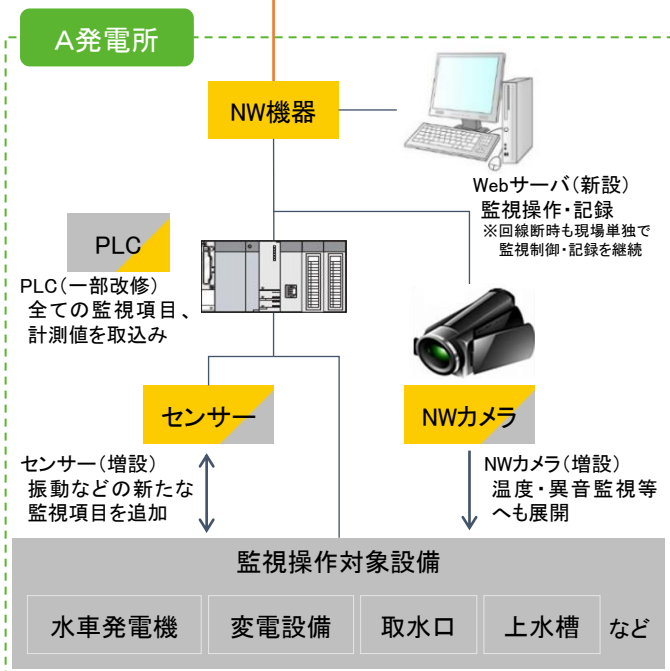 A発電所
NW機器
Webサーバ(新設)
監視操作・記録
※回線断時も現場単独で
監視制御・記録を継続
PLC
PLC(一部改修)
全ての監視項目、
計測値を取込み
センサー
NWカメラ
センサー(増設)
振動などの新たな
監視項目を追加
NWカメラ(増設)
温度・異音監視等
へも展開
監視操作対象設備
水車発電機 変電設備 取水口 上水槽 など